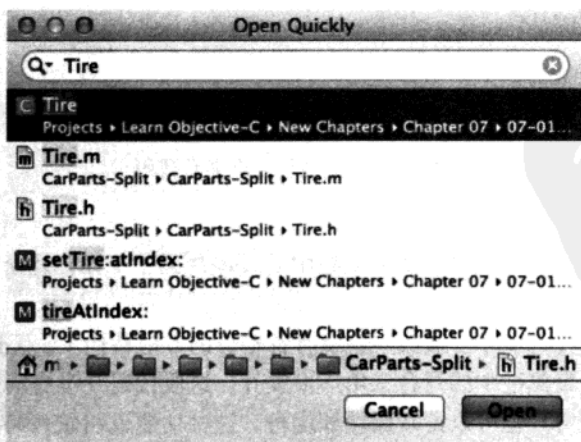 Open Quickly
Tire
C Tire
Projects ▸ Learn Objective-C ▸ New Chapters ▸ Chapter 07 ▸ 07-01...
m Tire.m
CarParts-Split ▸ CarParts-Split ▸ Tire.m
h Tire.h
CarParts-Split ▸ CarParts-Split ▸ Tire.h
M setTire:atIndex:
Projects ▸ Learn Objective-C ▸ New Chapters ▸ Chapter 07 ▸ 07-01...
M tireAtIndex:
Projects ▸ Learn Objective-C ▸ New Chapters ▸ Chapter 07 ▸ 07-01...
m ▸ ▸ ▸ ▸ ▸ ▸ CarParts-Split ▸ h Tire.h
Cancel Open